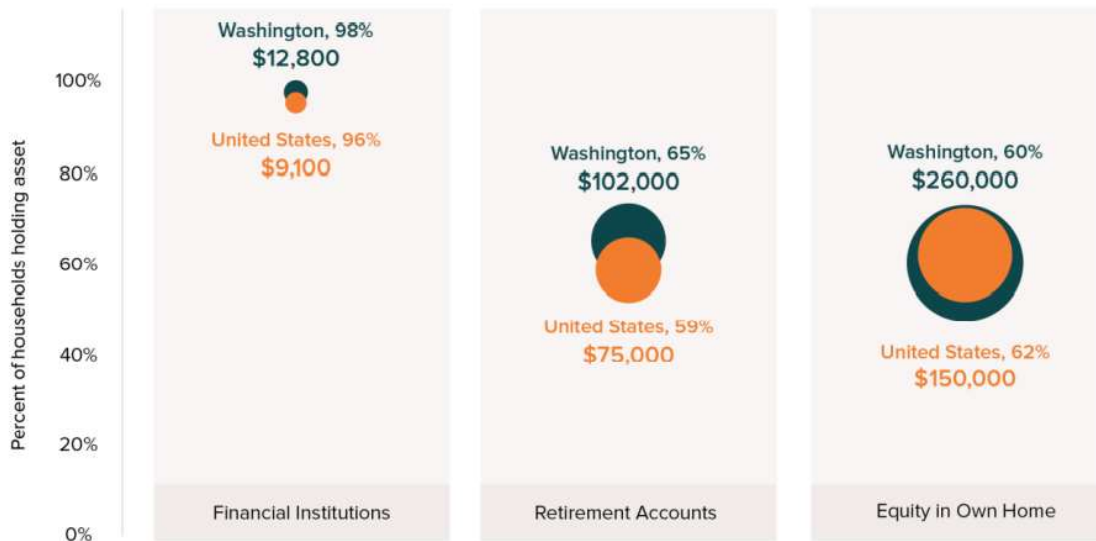 Percent of households holding asset
100%
80%
60%
40%
20%
0%
Washington, 98%
$12,800
United States, 96%
$9,100
Financial Institutions
Washington, 65%
$102,000
United States, 59%
$75,000
Retirement Accounts
Washington, 60%
$260,000
United States, 62%
$150,000
Equity in Own Home